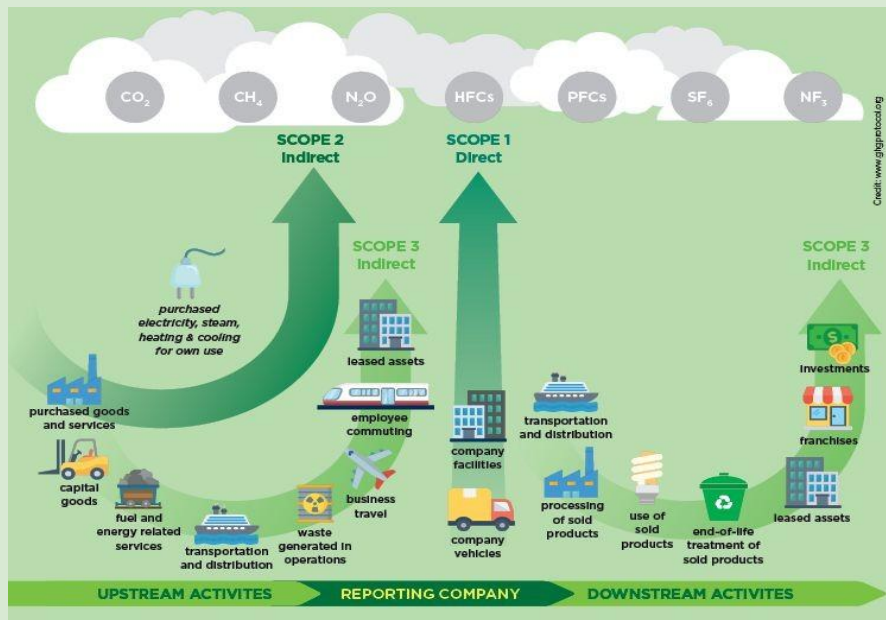 CO₂
CH₄
N₂O
HFCs
PFCs
SF₆
NF₃
Credit: www.ghgprotocol.org
SCOPE 2
Indirect
SCOPE 1
Direct
SCOPE 3
Indirect
SCOPE 3
Indirect
purchased
electricity, steam,
heating & cooling
for own use
purchased goods
and services
capital
goods
fuel and
energy related
services
transportation
and distribution
waste
generated in
operations
business
travel
employee
commuting
leased assets
company
facilities
company
vehicles
transportation
and distribution
processing
of sold
products
use of
sold
products
end-of-life
treatment of
sold products
leased assets
franchises
investments
UPSTREAM ACTIVITES
REPORTING COMPANY
DOWNSTREAM ACTIVITES